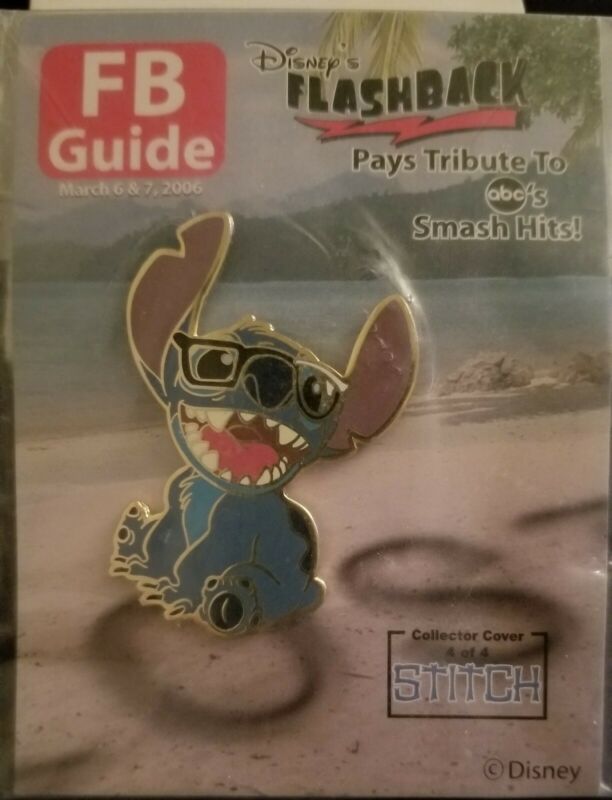 FB
Guide
March 6 & 7, 2006
Disney's
FLASHBACK
Pays Tribute To
abc's
Smash Hits!
Collector Cover
4 of 4
STITCH
©Disney